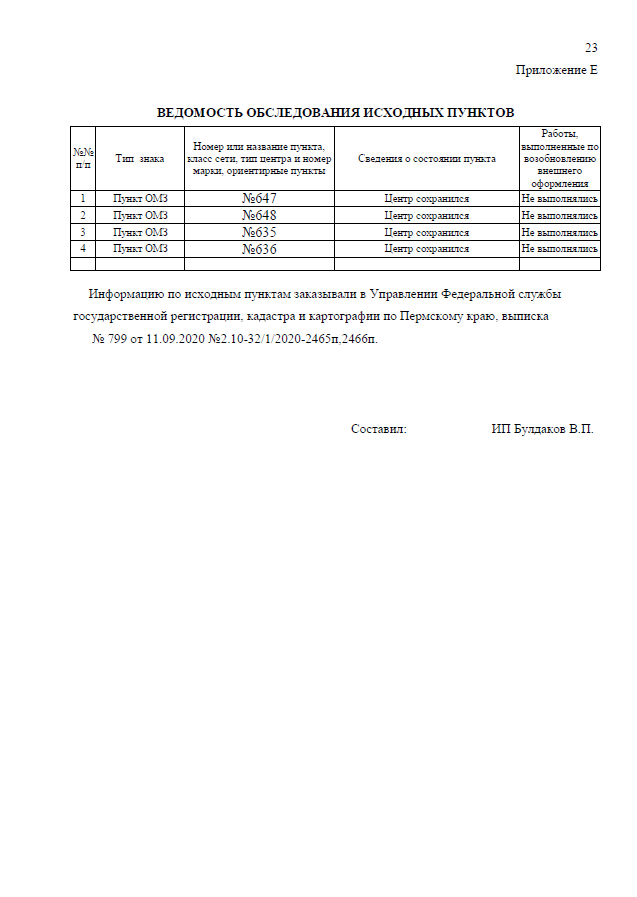 23
Приложение Е
ВЕДОМОСТЬ ОБСЛЕДОВАНИЯ ИСХОДНЫХ ПУНКТОВ
№№ п/п
Тип знака
Номер или название пункта,
класс сети, тип центра и номер
марки, ориентирные пункты
Сведения о состоянии пункта
Работы,
выполненные по
возобновлению
внешнего
оформления
1 Пункт ОМЗ №647 Центр сохранился Не выполнялись
2 Пункт ОМЗ №648 Центр сохранился Не выполнялись
3 Пункт ОМЗ №635 Центр сохранился Не выполнялись
4 Пункт ОМЗ №636 Центр сохранился Не выполнялись
Информацию по исходным пунктам заказывали в Управлении Федеральной службы
государственной регистрации, кадастра и картографии по Пермскому краю, выписка
№ 799 от 11.09.2020 №2.10-32/1/2020-2465п,2466п.
Составил: ИП Булдаков В.П.